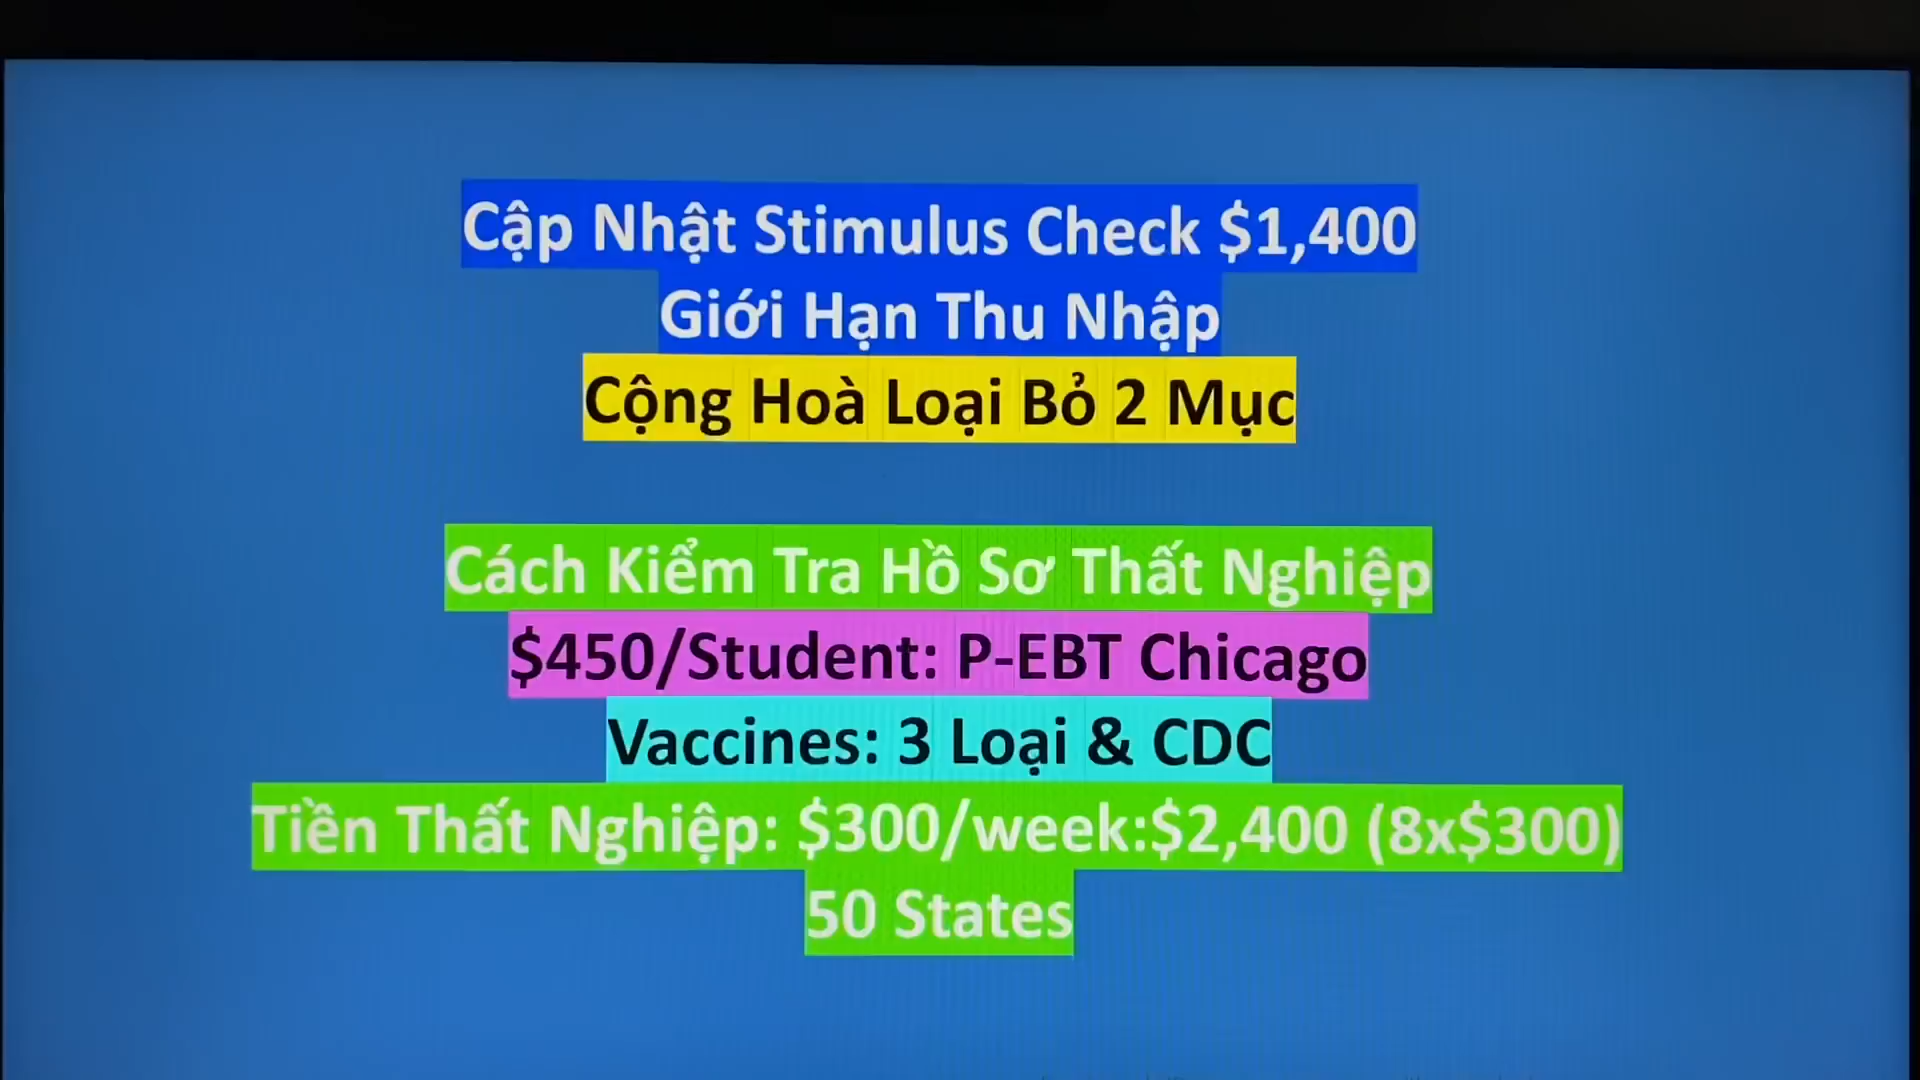 Cập Nhật Stimulus Check $1,400
Giới Hạn Thu Nhập
Cộng Hoà Loại Bỏ 2 Mục
Cách Kiểm Tra Hồ Sơ Thất Nghiệp
$450/Student: P-EBT Chicago
Vaccines: 3 Loại & CDC
Tiền Thất Nghiệp: $300/week:$2,400 (8x$300)
50 States